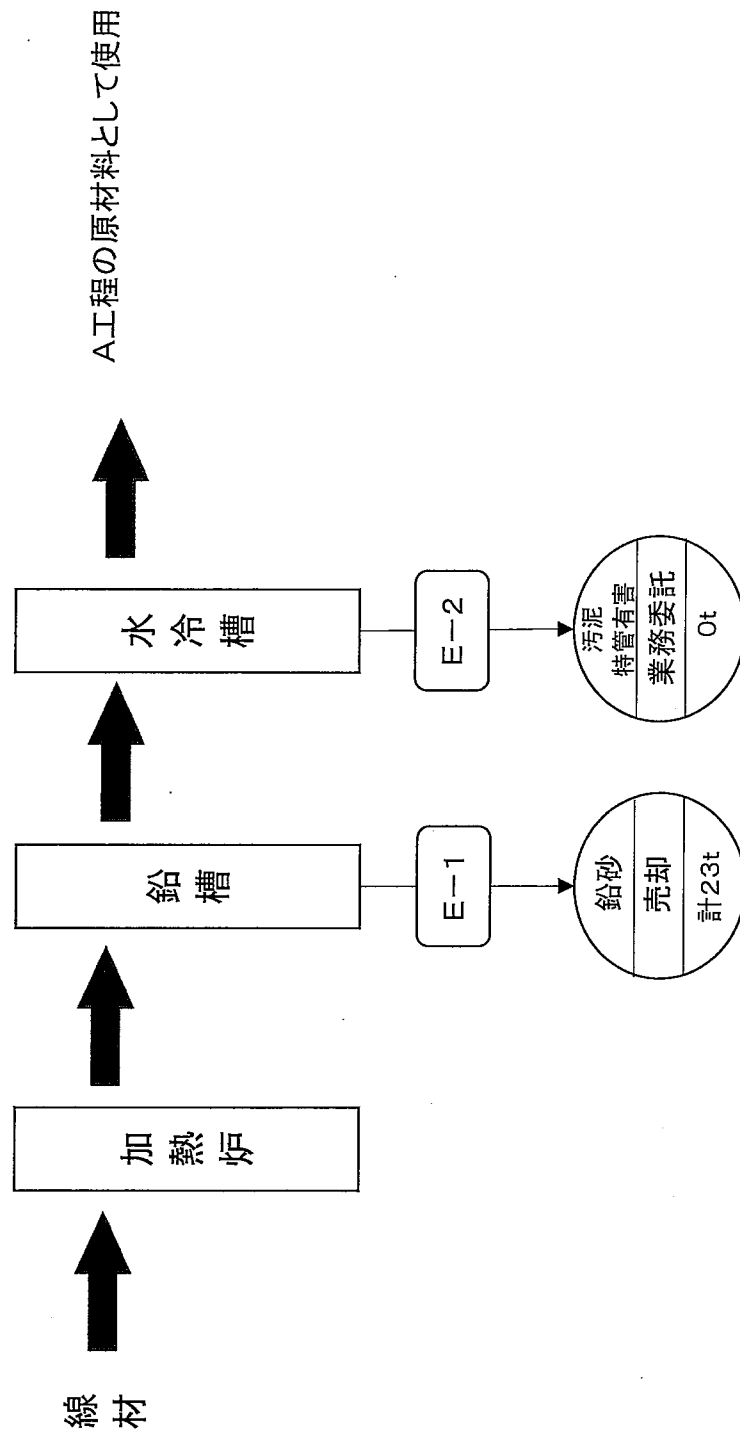 線材
加熱炉
鉛槽
水冷槽
A工程の原材料として使用
E-1
E-2
鉛砂
売却
計23t
汚泥
特管有害
業務委託
0t